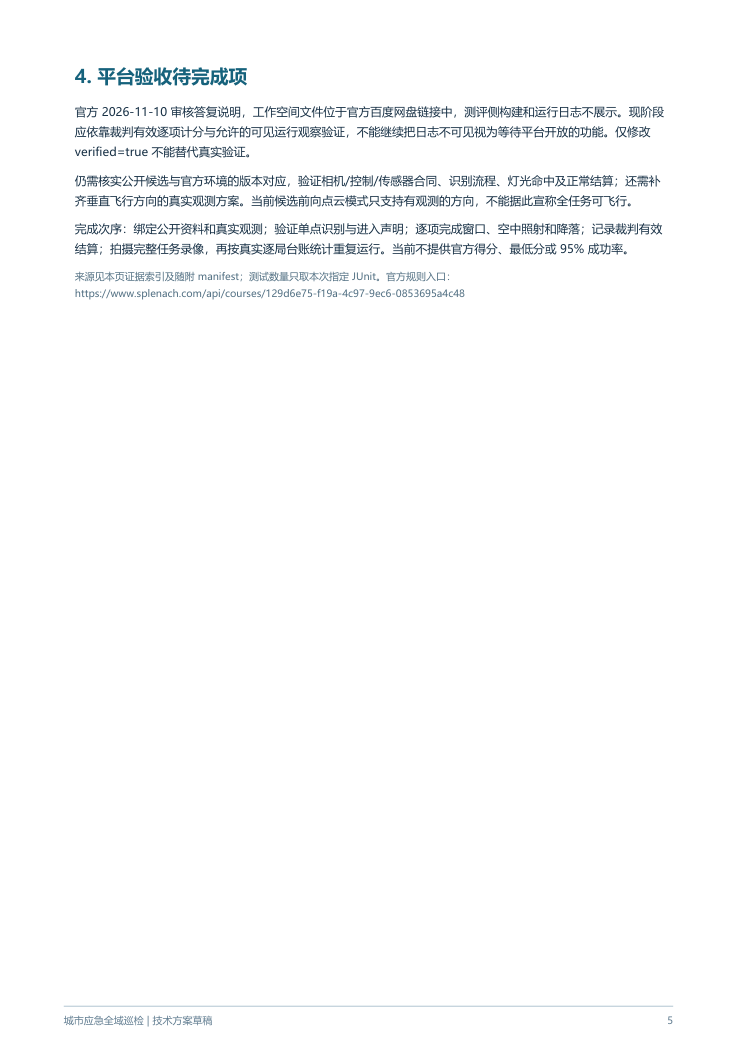 4. 平台验收待完成项
官方 2026-11-10 审核答复说明，工作空间文件位于官方百度网盘链接中，测评侧构建和运行日志不展示。现阶段
应依靠裁判有效逐项计分与允许的可见运行观察验证，不能继续把日志不可见视为等待平台开放的功能。仅修改
verified=true 不能替代真实验证。
仍需核实公开候选与官方环境的版本对应，验证相机/控制/传感器合同、识别流程、灯光命中及正常结算；还需补
齐垂直飞行方向的真实观测方案。当前候选前向点云模式只支持有观测的方向，不能据此宣称全任务可飞行。
完成次序：绑定公开资料和真实观测；验证单点识别与进入声明；逐项完成窗口、空中照射和降落；记录裁判有效
结算；拍摄完整任务录像，再按真实逐局台账统计重复运行。当前不提供官方得分、最低分或 95% 成功率。
来源见本页证据索引及随附 manifest；测试数量只取本次指定 JUnit。官方规则入口：
https://www.splenach.com/api/courses/129d6e75-f19a-4c97-9ec6-0853695a4c48
城市应急全域巡检 | 技术方案草稿
5